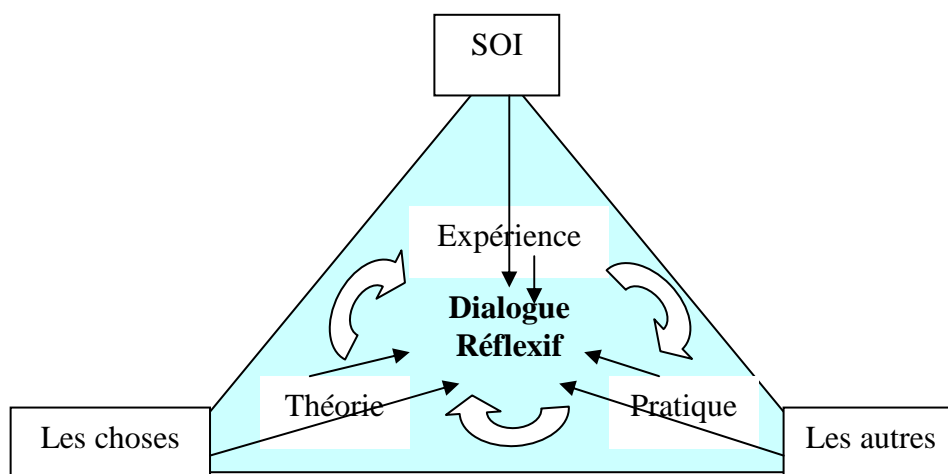 SOI
Expérience
Dialogue
Réflexif
Théorie
Pratique
Les choses
Les autres